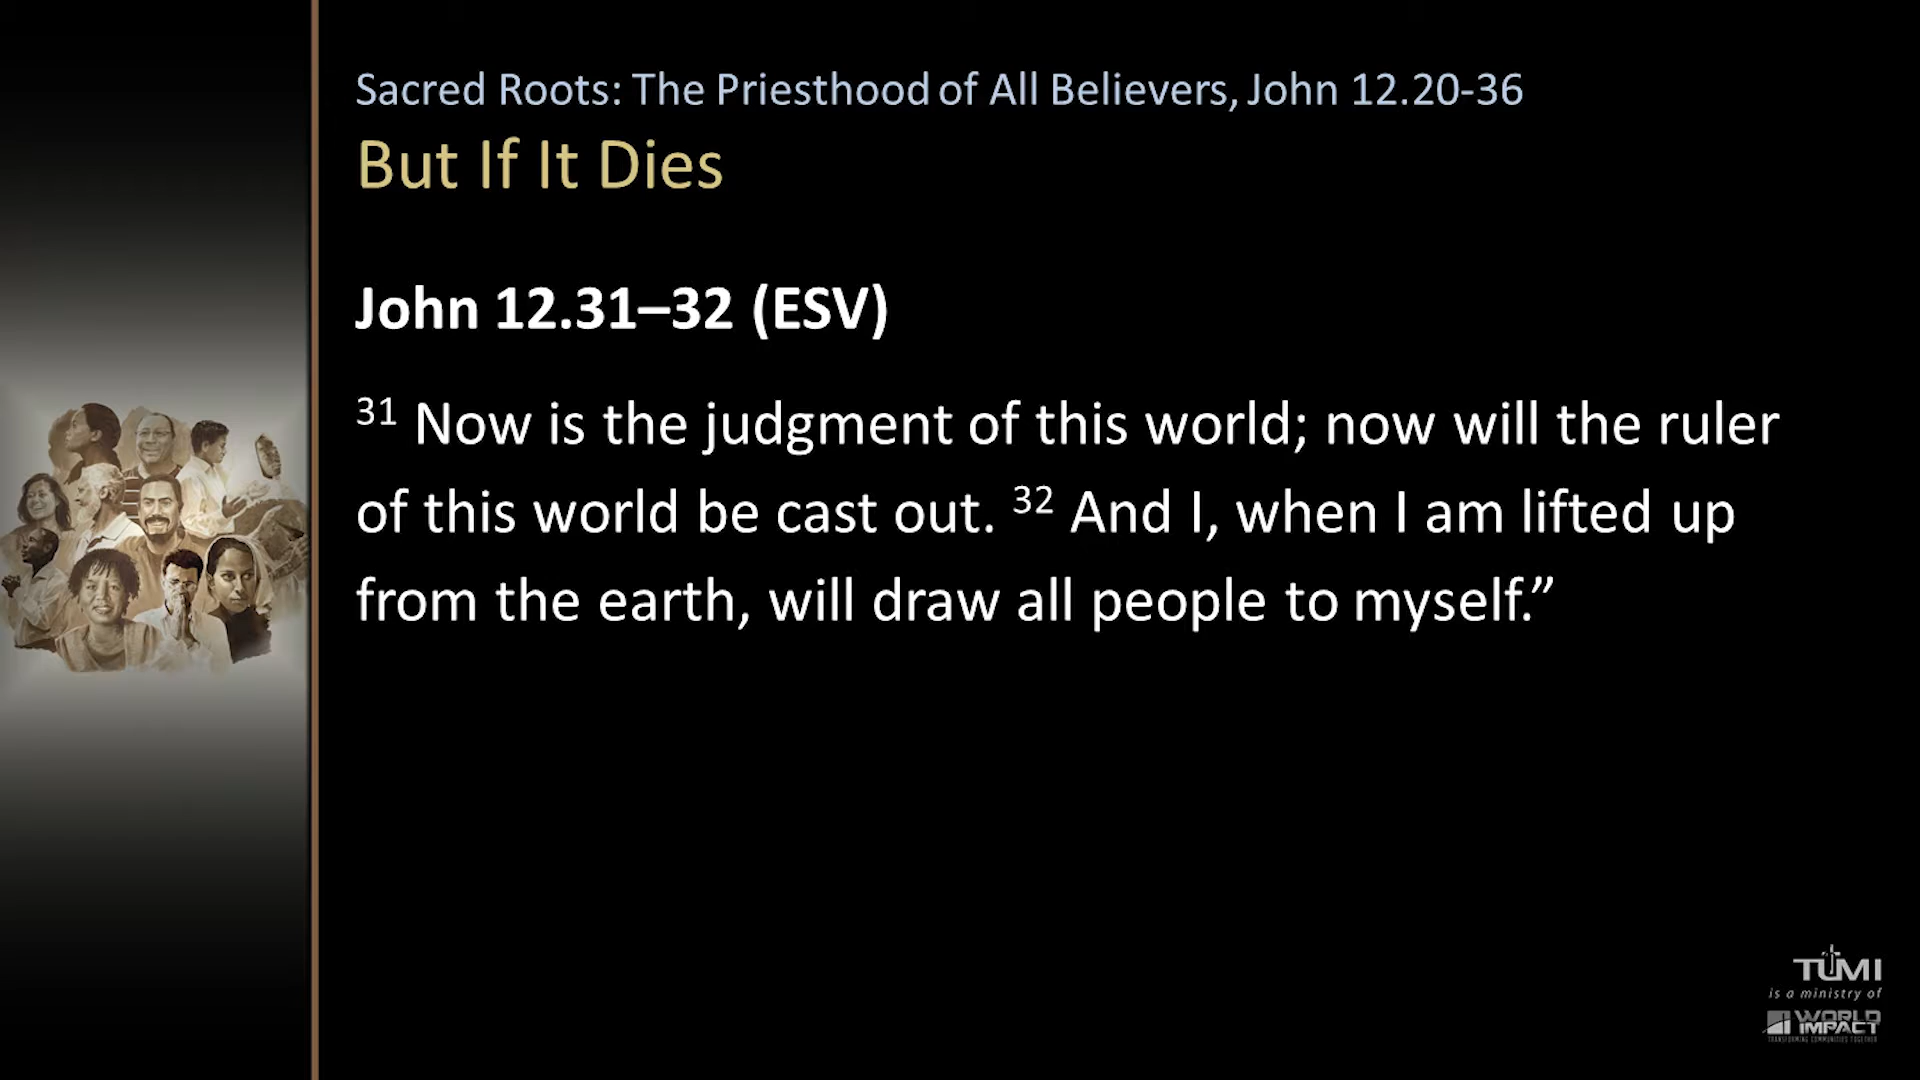 Sacred Roots: The Priesthood of All Believers, John 12.20-36
But If It Dies
John 12.31–32 (ESV)
31 Now is the judgment of this world; now will the ruler
of this world be cast out. 32 And I, when I am lifted up
from the earth, will draw all people to myself.”
TUMI
is a ministry of
WORLD
IMPACT
TRANSFORMING COMMUNITIES TOGETHER